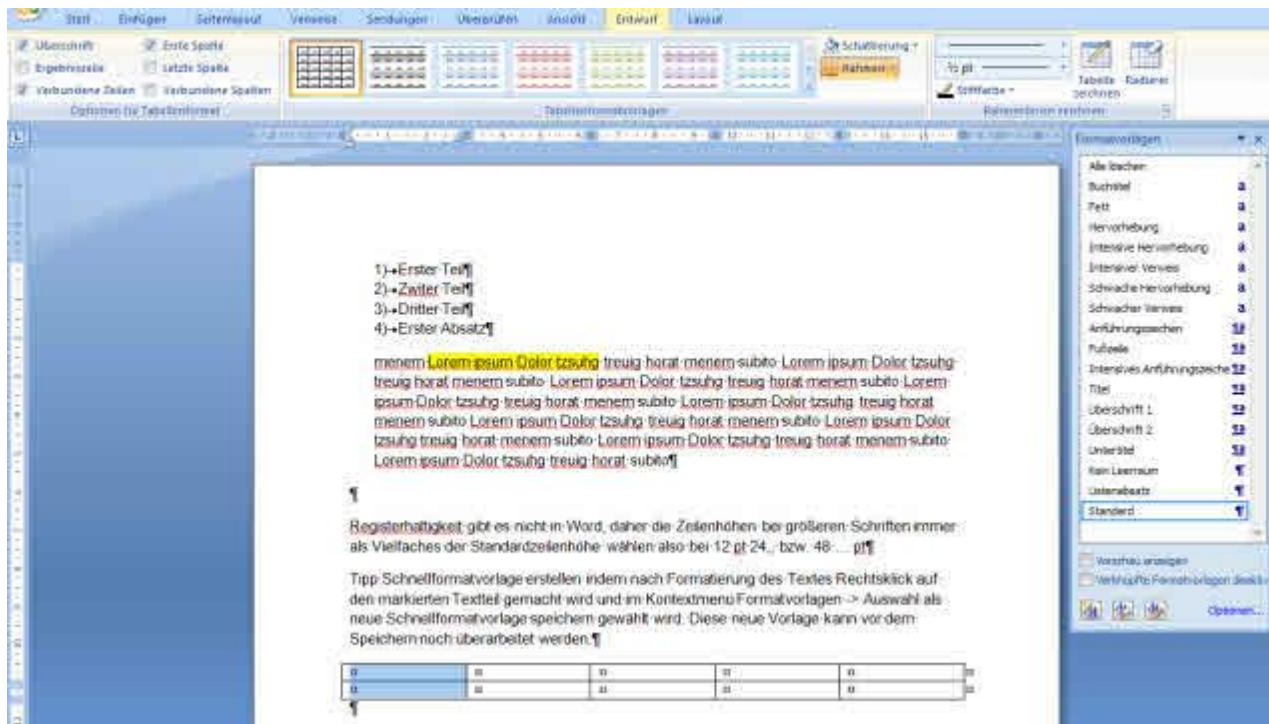 Start Einfügen Seitenlayout Verweise Sendungen Überprüfen Ansicht Entwurf Layout
Überschrift Erste Spalte
Ergebniszeile Letzte Spalte
Verbundene Zeilen Verbundene Spalten
Optionen für Tabellenformat
Tabellenformatvorlagen
Schattierung
Rahmen
½ pt
Stiftfarbe
Tabelle zeichnen
Radierer
Rahmenlinien zeichnen
Formatvorlagen
Alle löschen
Buchtitel a
Fett a
Hervorhebung a
Intensive Hervorhebung a
Intensiver Verweis a
Schwache Hervorhebung a
Schwacher Verweis a
Anführungszeichen ¶a
Fußzeile ¶a
Intensives Anführungszeiche ¶a
Titel ¶a
Überschrift 1 ¶a
Überschrift 2 ¶a
Untertitel ¶a
Kein Leerraum ¶
Listenabsatz ¶
Standard ¶
Vorschau anzeigen
Verknüpfte Formatvorlagen deakti
Optionen...
1)→Erster Teil¶
2)→Zwiter Teil¶
3)→Dritter Teil¶
4)→Erster Absatz¶
menem Lorem ipsum Dolor tzsuhg treuig horat menem subito Lorem ipsum Dolor tzsuhg
treuig horat menem subito Lorem ipsum Dolor tzsuhg treuig horat menem subito Lorem
ipsum Dolor tzsuhg treuig horat menem subito Lorem ipsum Dolor tzsuhg treuig horat
menem subito Lorem ipsum Dolor tzsuhg treuig horat menem subito Lorem ipsum Dolor
tzsuhg treuig horat menem subito Lorem ipsum Dolor tzsuhg treuig horat menem subito
Lorem ipsum Dolor tzsuhg treuig horat subito¶
¶
Registerhaltigkeit gibt es nicht in Word, daher die Zeilenhöhen bei größeren Schriften immer
als Vielfaches der Standardzeilenhöhe wählen also bei 12 pt 24., bzw. 48 ... pt¶
Tipp Schnellformatvorlage erstellen indem nach Formatierung des Textes Rechtsklick auf
den markierten Textteil gemacht wird und im Kontextmenü Formatvorlagen -> Auswahl als
neue Schnellformatvorlage speichern gewählt wird. Diese neue Vorlage kann vor dem
Speichern noch überarbeitet werden.¶
¶